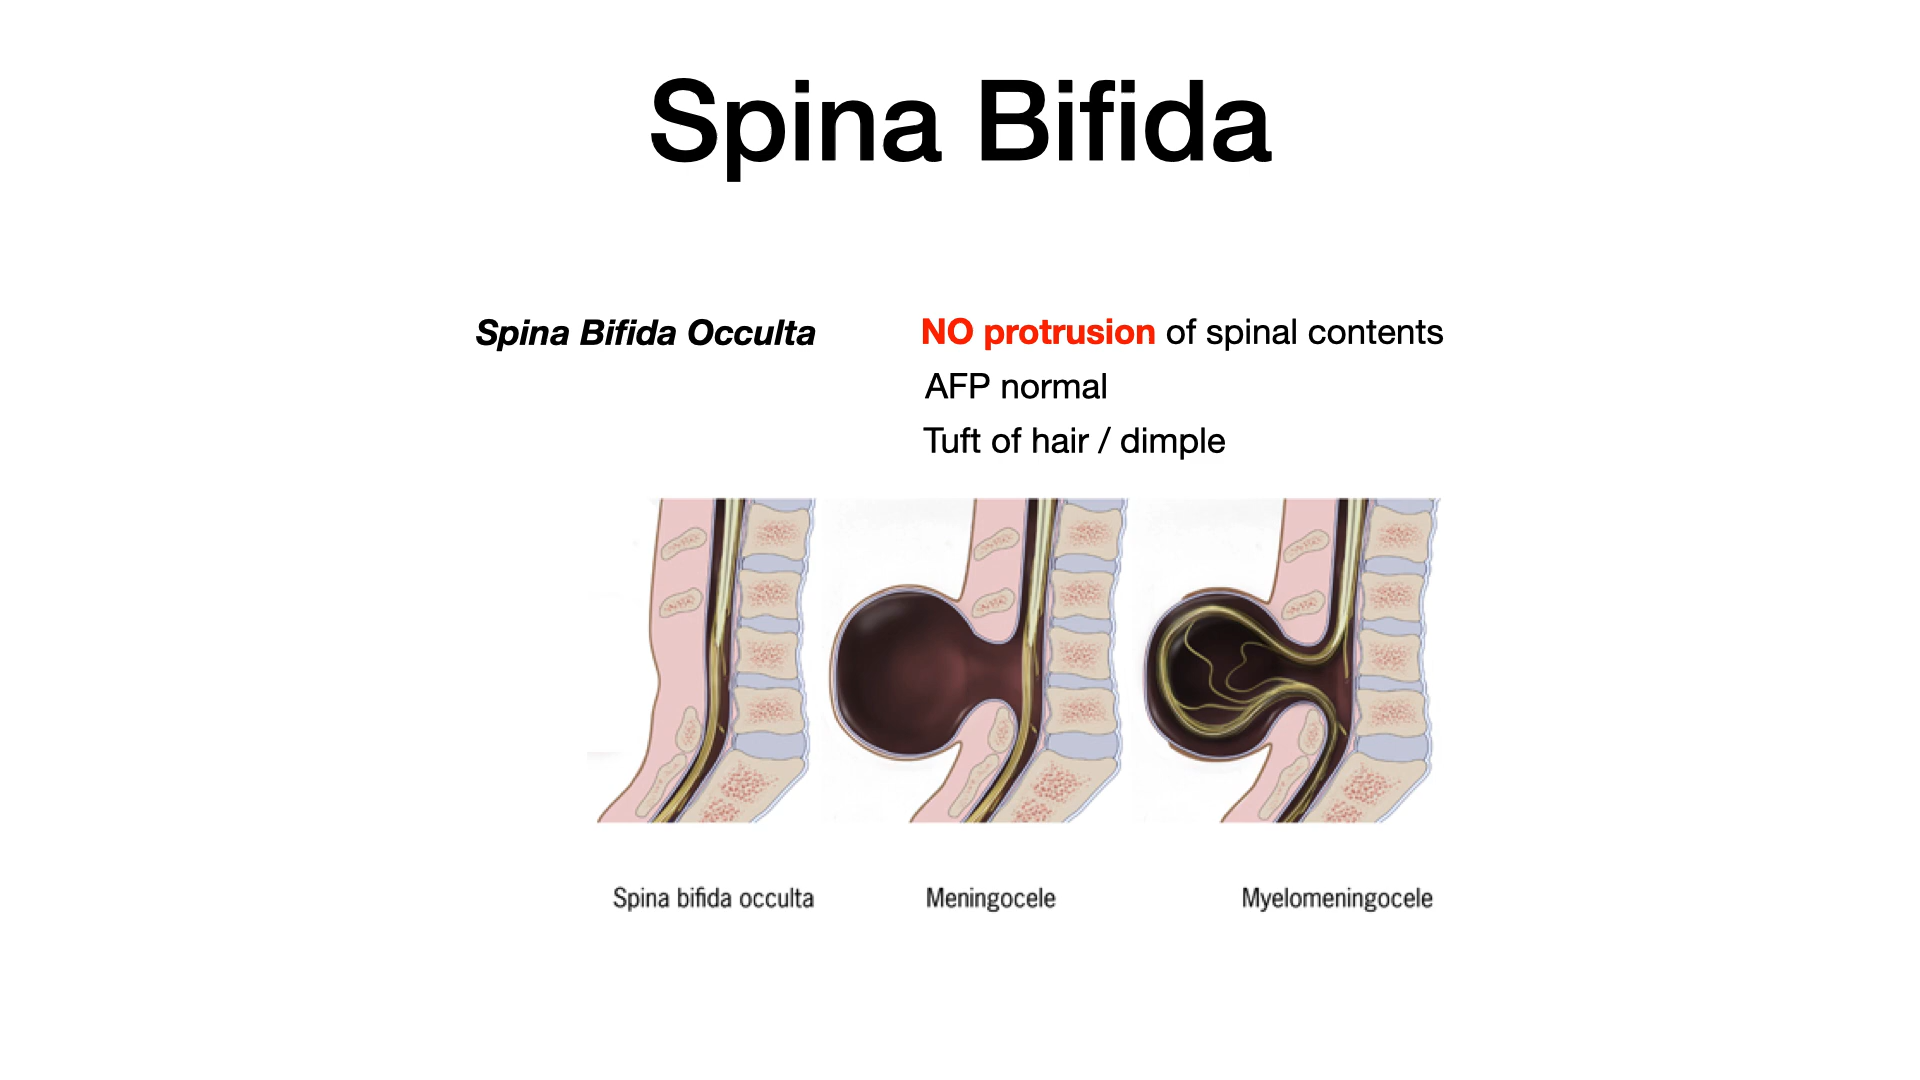 Spina Bifida
Spina Bifida Occulta
NO protrusion of spinal contents
AFP normal
Tuft of hair / dimple
Spina bifida occulta
Meningocele
Myelomeningocele